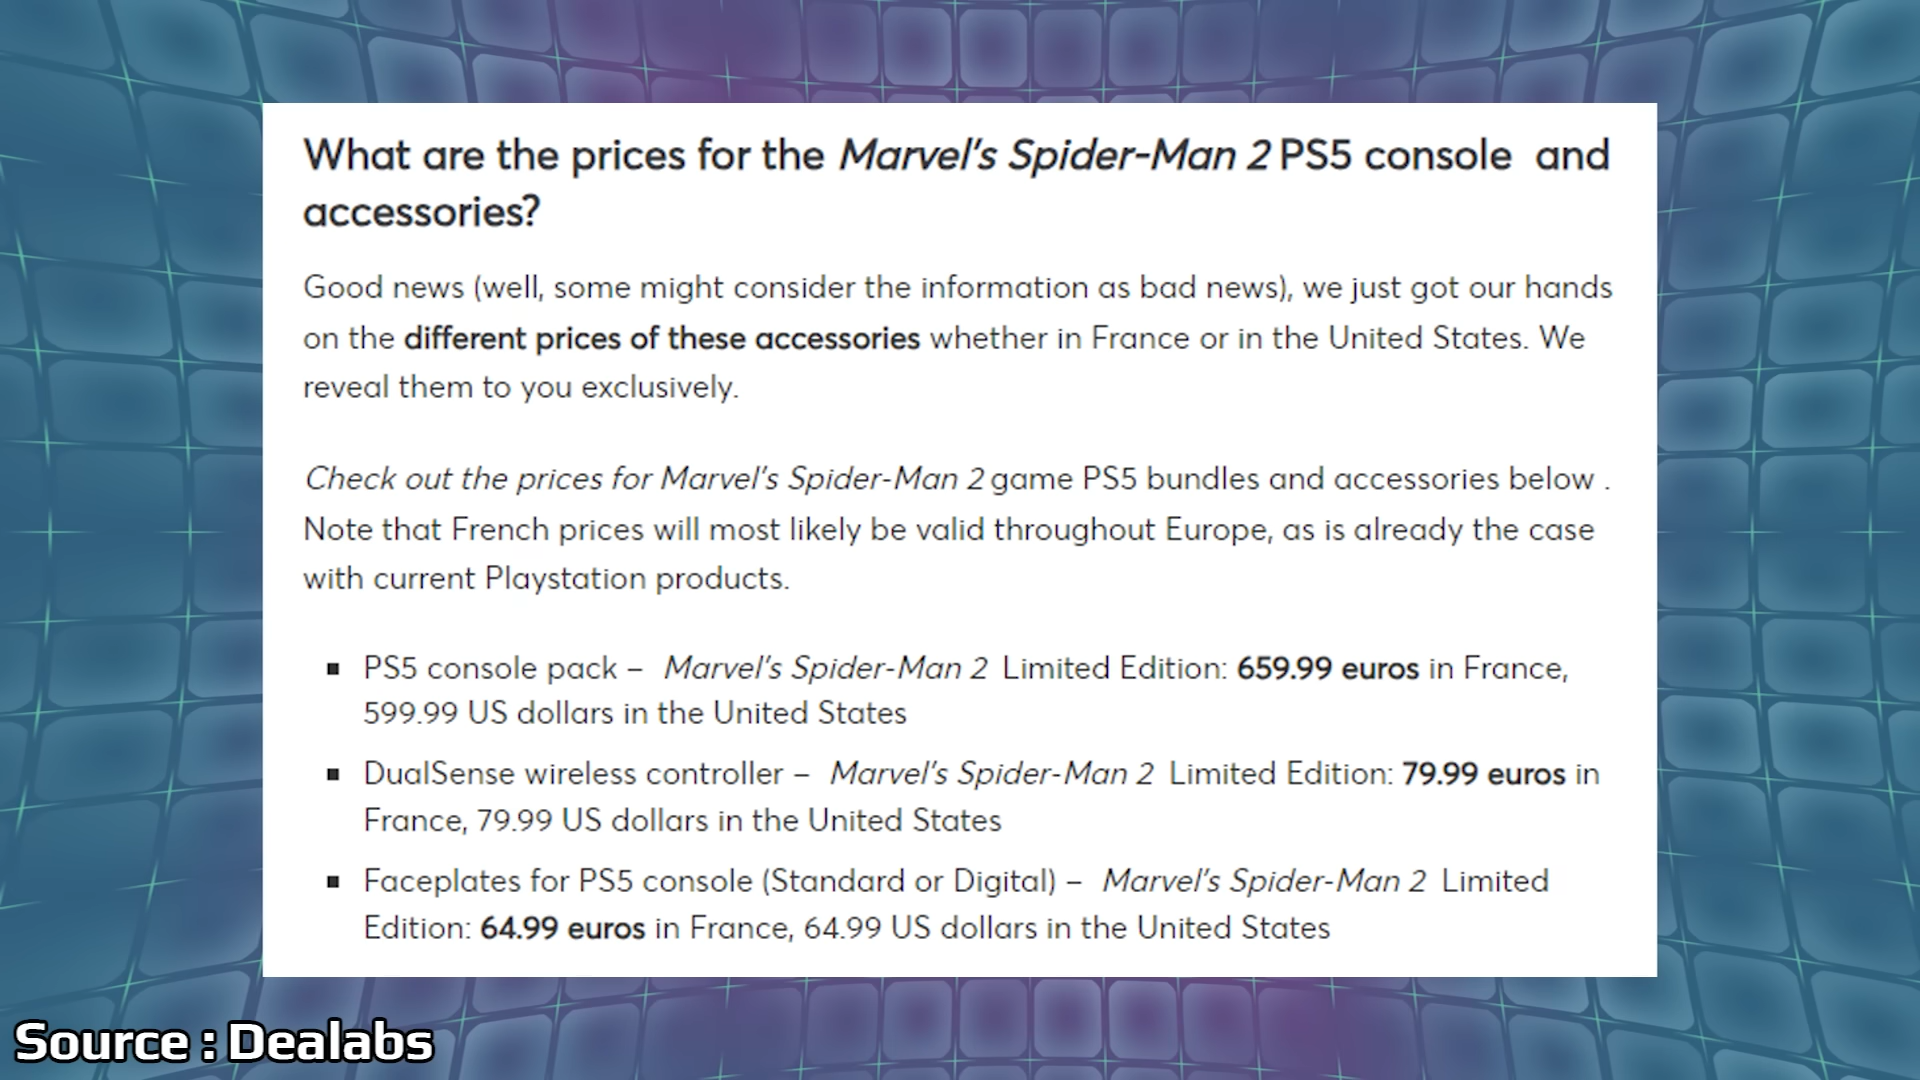 What are the prices for the Marvel's Spider-Man 2 PS5 console and
accessories?
Good news (well, some might consider the information as bad news), we just got our hands
on the different prices of these accessories whether in France or in the United States. We
reveal them to you exclusively.
Check out the prices for Marvel's Spider-Man 2 game PS5 bundles and accessories below .
Note that French prices will most likely be valid throughout Europe, as is already the case
with current Playstation products.
▪ PS5 console pack – Marvel's Spider-Man 2 Limited Edition: 659.99 euros in France,
599.99 US dollars in the United States
▪ DualSense wireless controller – Marvel's Spider-Man 2 Limited Edition: 79.99 euros in
France, 79.99 US dollars in the United States
▪ Faceplates for PS5 console (Standard or Digital) – Marvel's Spider-Man 2 Limited
Edition: 64.99 euros in France, 64.99 US dollars in the United States
Source : Dealabs